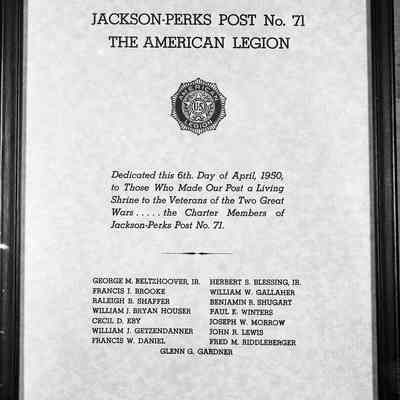 JACKSON-PERKS POST No. 71
THE AMERICAN LEGION
AMERICAN
US
LEGION
Dedicated this 6th. Day of April, 1950,
to Those Who Made Our Post a Living
Shrine to the Veterans of the Two Great
Wars . . . . . the Charter Members of
Jackson-Perks Post No. 71.
GEORGE M. BELTZHOOVER, JR.
FRANCIS J. BROOKE
RALEIGH B. SHAFFER
WILLIAM J. BRYAN HOUSER
CECIL D. EBY
WILLIAM J. GETZENDANNER
FRANCIS W. DANIEL
HERBERT S. BLESSING, JR.
WILLIAM W. GALLAHER
BENJAMIN R. SHUGART
PAUL E. WINTERS
JOSEPH W. MORROW
JOHN R. LEWIS
FRED M. RIDDLEBERGER
GLENN G. GARDNER